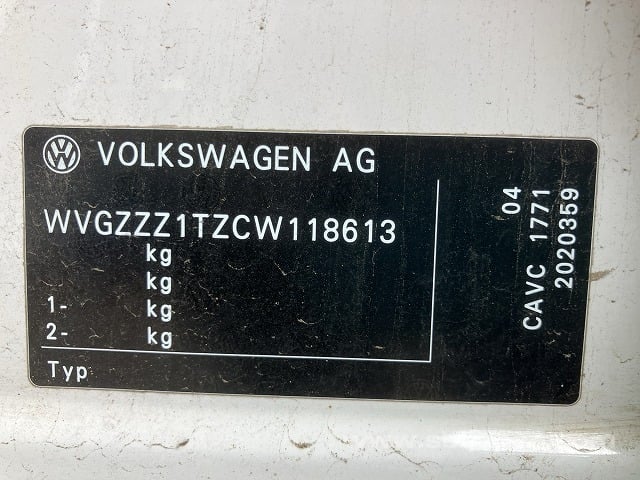 VOLKSWAGEN AG
WVGZZZ1TZCW118613
kg
kg
1- kg
2- kg
Typ
04
CAVC 1771
2020359